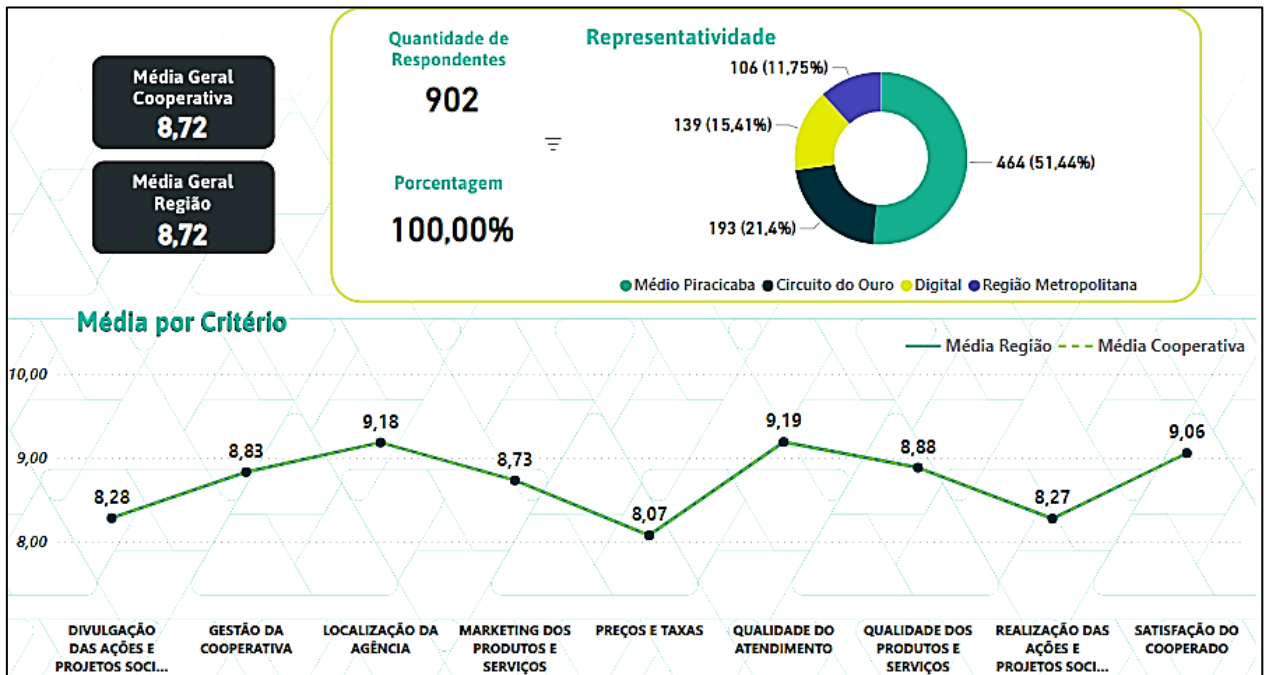 Média Geral
Cooperativa
8,72
Média Geral
Região
8,72
Quantidade de
Respondentes
902
Porcentagem
100,00%
Representatividade
106 (11,75%)
139 (15,41%)
464 (51,44%)
193 (21,4%)
Médio Piracicaba Circuito do Ouro Digital Região Metropolitana
Média por Critério
Média Região Média Cooperativa
10,00
9,00
8,00
8,28
8,83
9,18
8,73
8,07
9,19
8,88
8,27
9,06
DIVULGAÇÃO
DAS AÇÕES E
PROJETOS SOCI...
GESTÃO DA
COOPERATIVA
LOCALIZAÇÃO DA
AGÊNCIA
MARKETING DOS
PRODUTOS E
SERVIÇOS
PREÇOS E TAXAS
QUALIDADE DO
ATENDIMENTO
QUALIDADE DOS
PRODUTOS E
SERVIÇOS
REALIZAÇÃO DAS
AÇÕES E
PROJETOS SOCI...
SATISFAÇÃO DO
COOPERADO